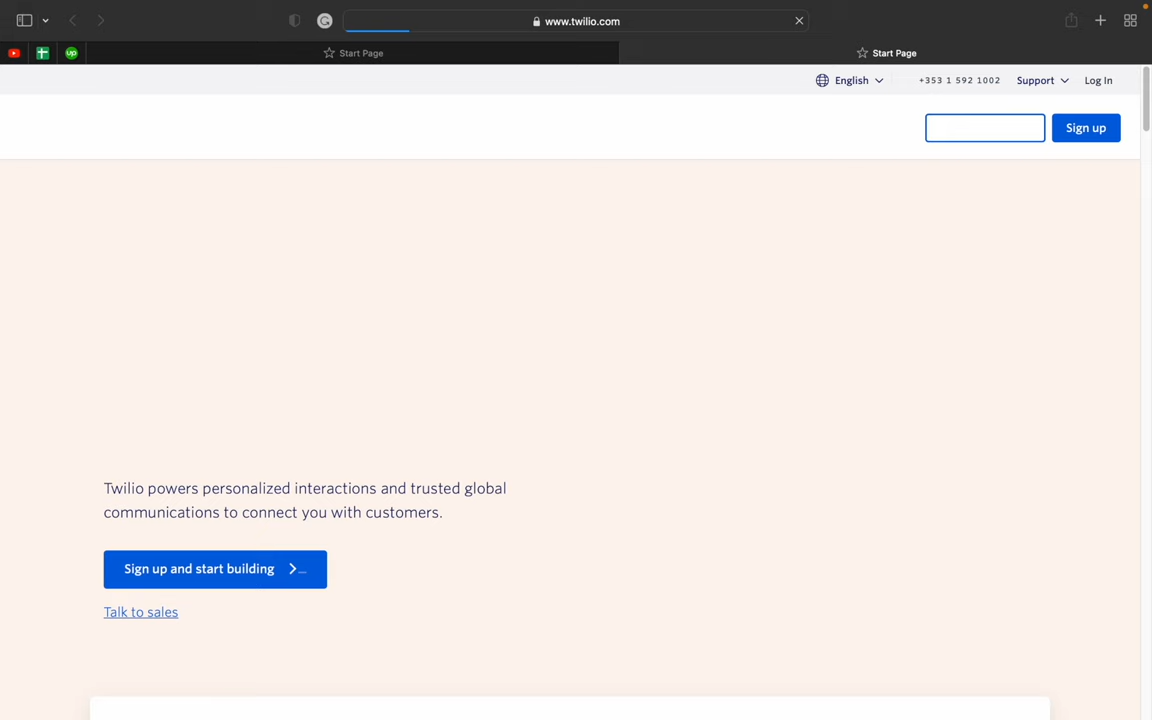 www.twilio.com
up
Start Page
Start Page
English
+353 1 592 1002
Support
Log In
Sign up
Twilio powers personalized interactions and trusted global
communications to connect you with customers.
Sign up and start building
Talk to sales